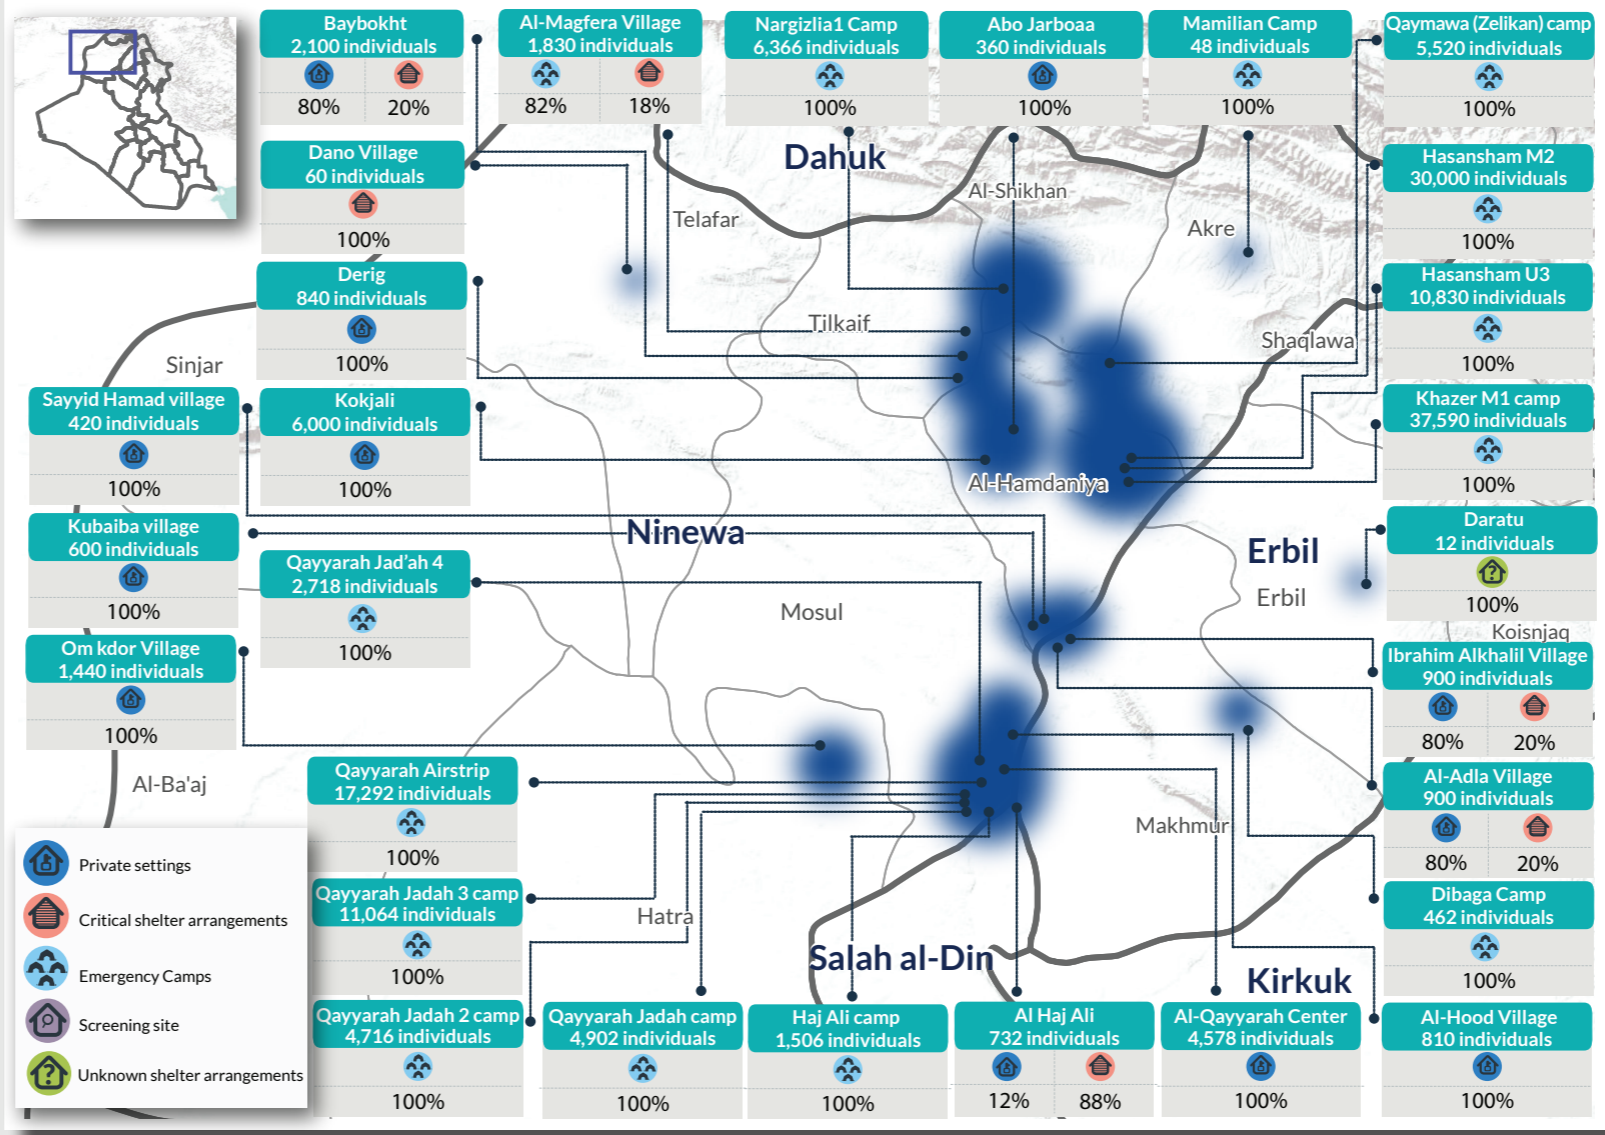 Baybokht
2,100 individuals
80% 20%
Al-Magfera Village
1,830 individuals
82% 18%
Nargizlia1 Camp
6,366 individuals
100%
Abo Jarboaa
360 individuals
100%
Mamilian Camp
48 individuals
100%
Qaymawa (Zelikan) camp
5,520 individuals
100%
Dano Village
60 individuals
100%
Hasansham M2
30,000 individuals
100%
Derig
840 individuals
100%
Hasansham U3
10,830 individuals
100%
Sayyid Hamad village
420 individuals
100%
Kokjali
6,000 individuals
100%
Khazer M1 camp
37,590 individuals
100%
Kubaiba village
600 individuals
100%
Qayyarah Jad'ah 4
2,718 individuals
100%
Daratu
12 individuals
100%
Om kdor Village
1,440 individuals
100%
Ibrahim Alkhalil Village
900 individuals
80% 20%
Qayyarah Airstrip
17,292 individuals
100%
Al-Adla Village
900 individuals
80% 20%
Qayyarah Jadah 3 camp
11,064 individuals
100%
Dibaga Camp
462 individuals
100%
Qayyarah Jadah 2 camp
4,716 individuals
100%
Qayyarah Jadah camp
4,902 individuals
100%
Haj Ali camp
1,506 individuals
100%
Al Haj Ali
732 individuals
12% 88%
Al-Qayyarah Center
4,578 individuals
100%
Al-Hood Village
810 individuals
100%
Dahuk
Al-Shikhan
Telafar
Akre
Tilkaif
Shaqlawa
Sinjar
Al-Hamdaniya
Ninewa
Erbil
Erbil
Mosul
Koisnjaq
Al-Ba'aj
Makhmur
Hatra
Salah al-Din
Kirkuk
Private settings
Critical shelter arrangements
Emergency Camps
Screening site
Unknown shelter arrangements